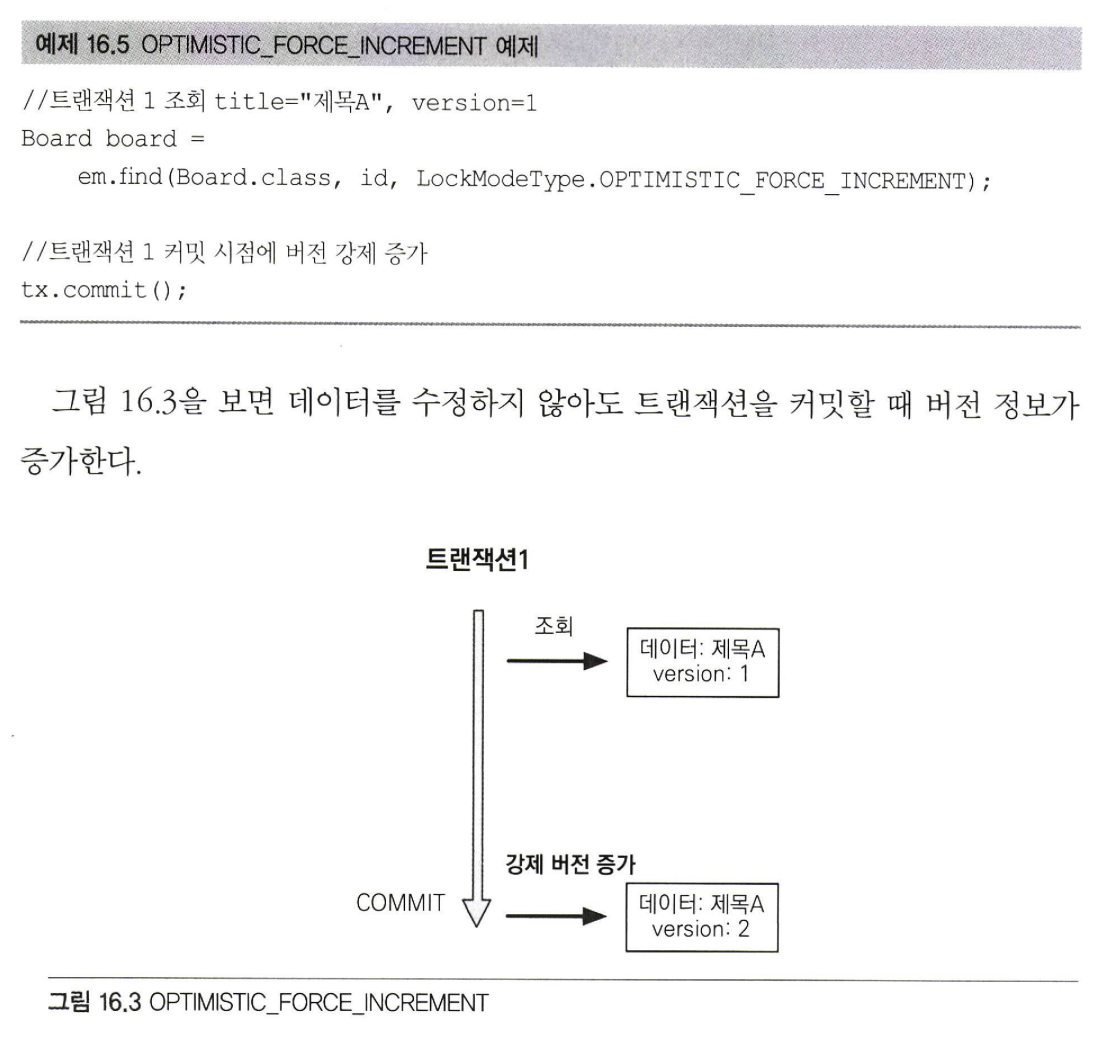 예제 16.5 OPTIMISTIC_FORCE_INCREMENT 예제
//트랜잭션 1 조회 title="제목A", version=1
Board board =
em.find(Board.class, id, LockModeType.OPTIMISTIC_FORCE_INCREMENT);
//트랜잭션 1 커밋 시점에 버전 강제 증가
tx.commit();
그림 16.3을 보면 데이터를 수정하지 않아도 트랜잭션을 커밋할 때 버전 정보가
증가한다.
트랜잭션1
조회
데이터: 제목A
version: 1
강제 버전 증가
COMMIT
데이터: 제목A
version: 2
그림 16.3 OPTIMISTIC_FORCE_INCREMENT